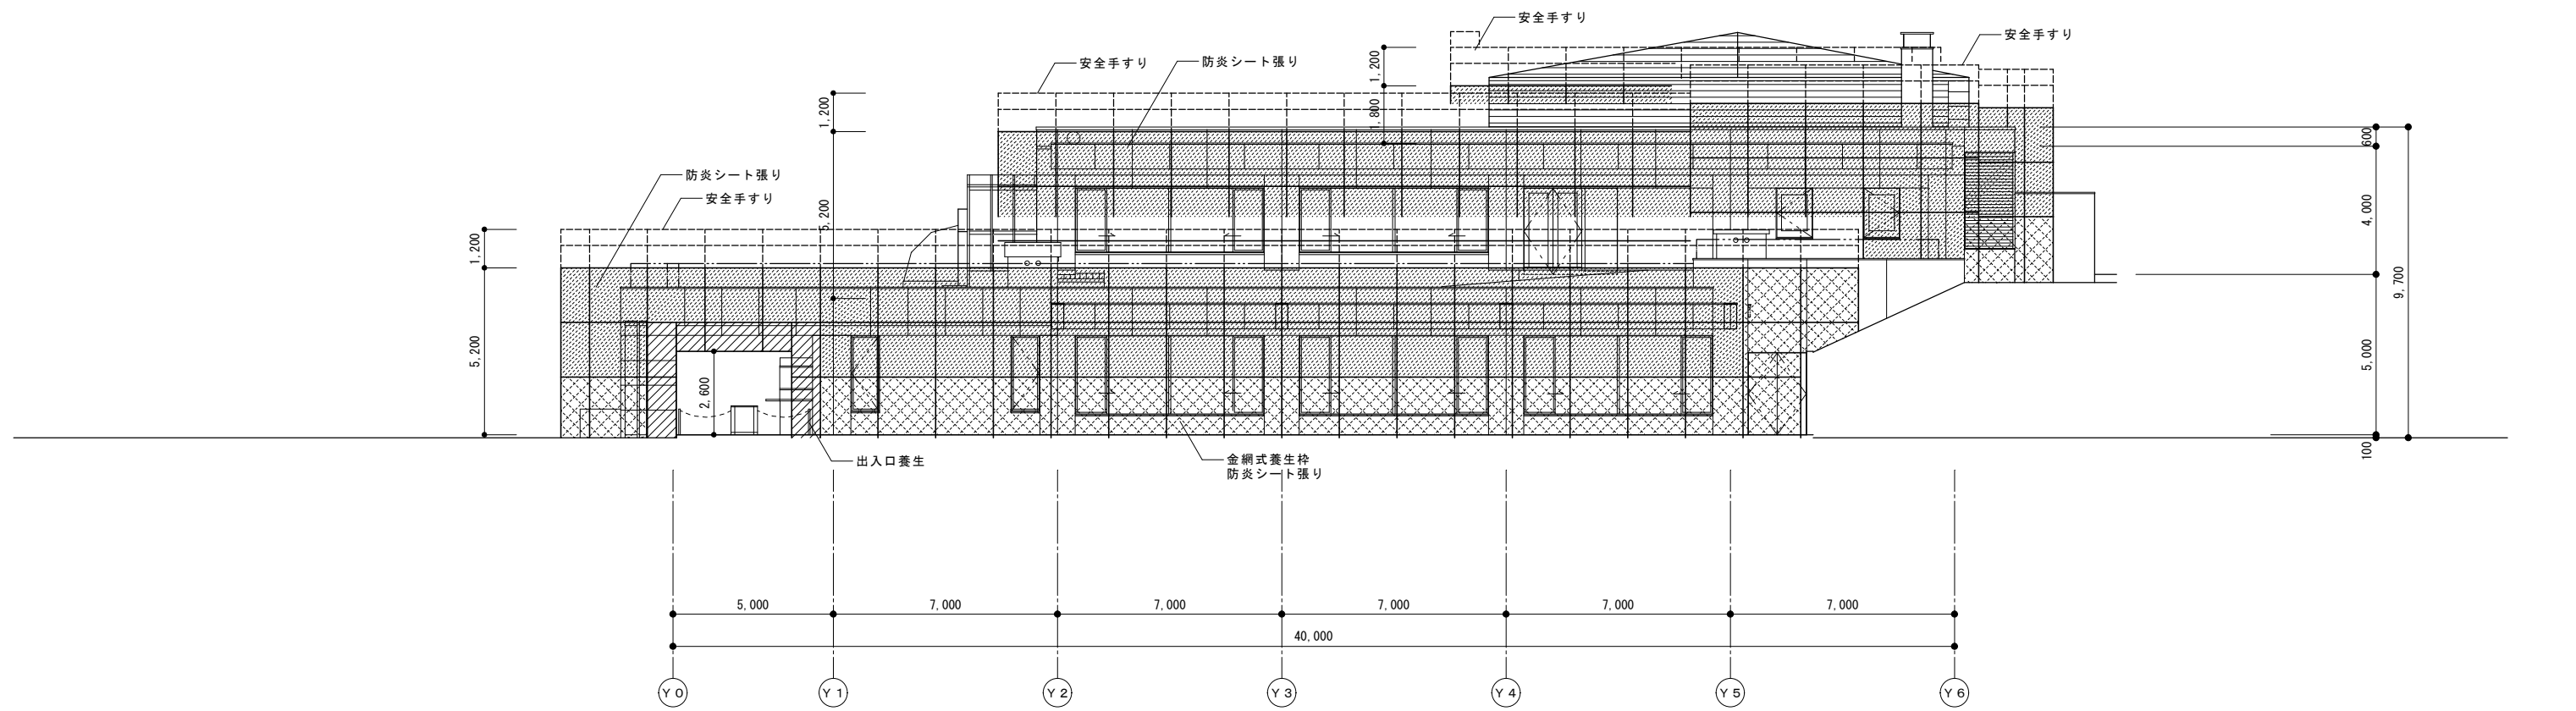 安全手すり
安全手すり
安全手すり
防炎シート張り
1,200
1,800
1,200
600
防炎シート張り
安全手すり
5,200
4,000
1,200
9,700
5,200
2,600
5,000
100
出入口養生
金網式養生枠
防炎シート張り
5,000
7,000
7,000
7,000
7,000
7,000
40,000
Y0
Y1
Y2
Y3
Y4
Y5
Y6